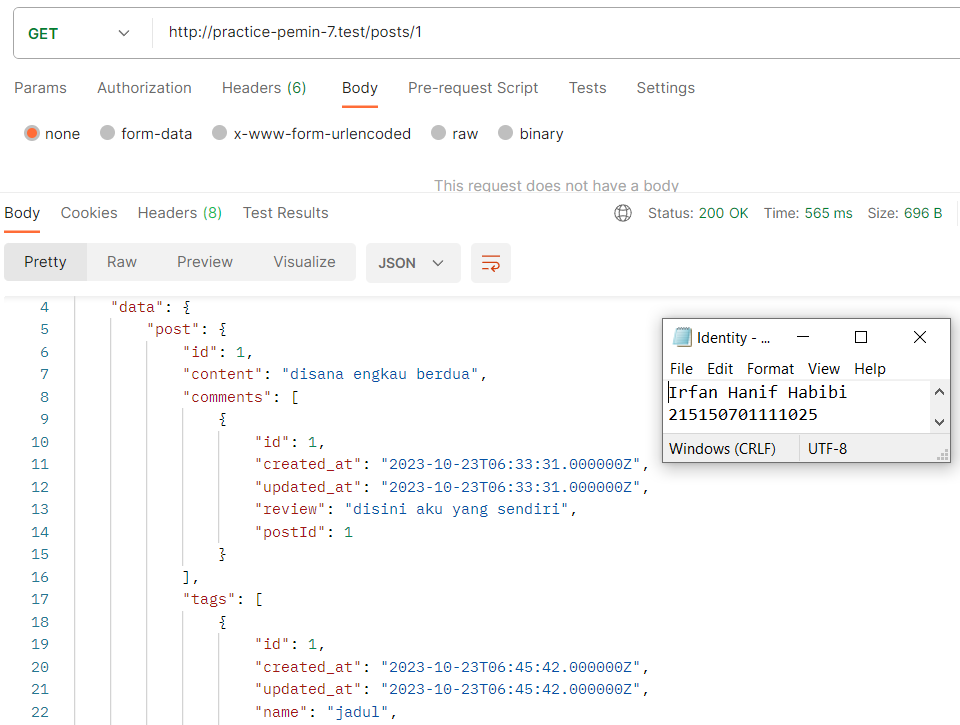 GET http://practice-pemin-7.test/posts/1
Params Authorization Headers (6) Body Pre-request Script Tests Settings
none form-data x-www-form-urlencoded raw binary
This request does not have a body
Body Cookies Headers (8) Test Results Status: 200 OK Time: 565 ms Size: 696 B
Pretty Raw Preview Visualize JSON
4 "data": {
5 "post": {
6 "id": 1,
7 "content": "disana engkau berdua",
8 "comments": [
9 {
10 "id": 1,
11 "created_at": "2023-10-23T06:33:31.000000Z",
12 "updated_at": "2023-10-23T06:33:31.000000Z",
13 "review": "disini aku yang sendiri",
14 "postId": 1
15 }
16 ],
17 "tags": [
18 {
19 "id": 1,
20 "created_at": "2023-10-23T06:45:42.000000Z",
21 "updated_at": "2023-10-23T06:45:42.000000Z",
22 "name": "jadul",
Identity - ...
File Edit Format View Help
Irfan Hanif Habibi
215150701111025
Windows (CRLF) UTF-8